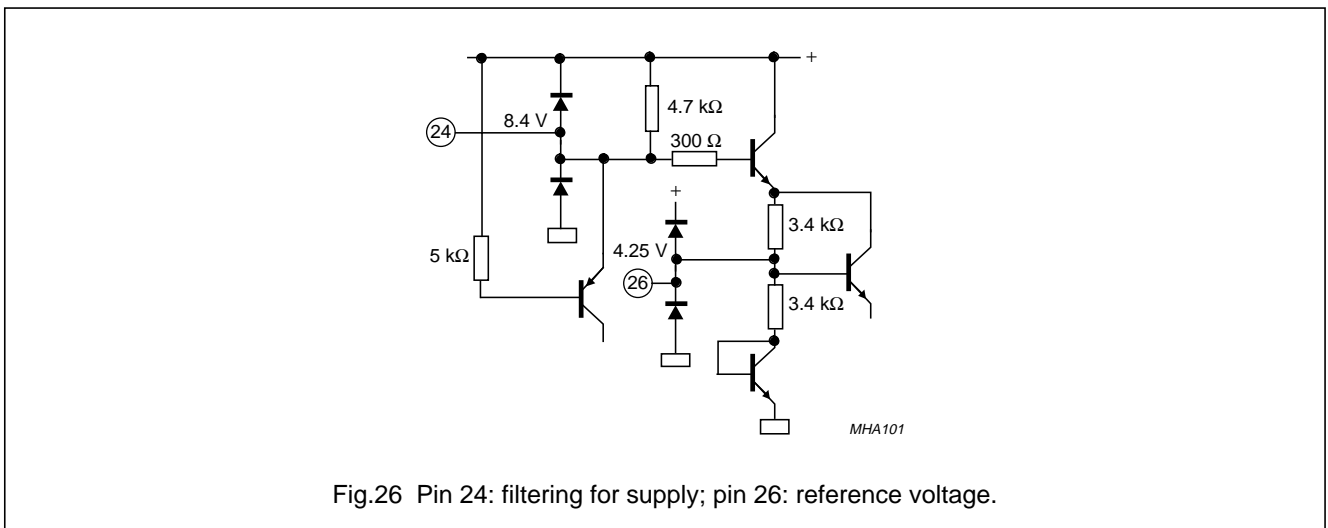 +
8.4 V
4.7 kΩ
24
300 Ω
+
3.4 kΩ
5 kΩ
4.25 V
26
3.4 kΩ
MHA101
Fig.26 Pin 24: filtering for supply; pin 26: reference voltage.